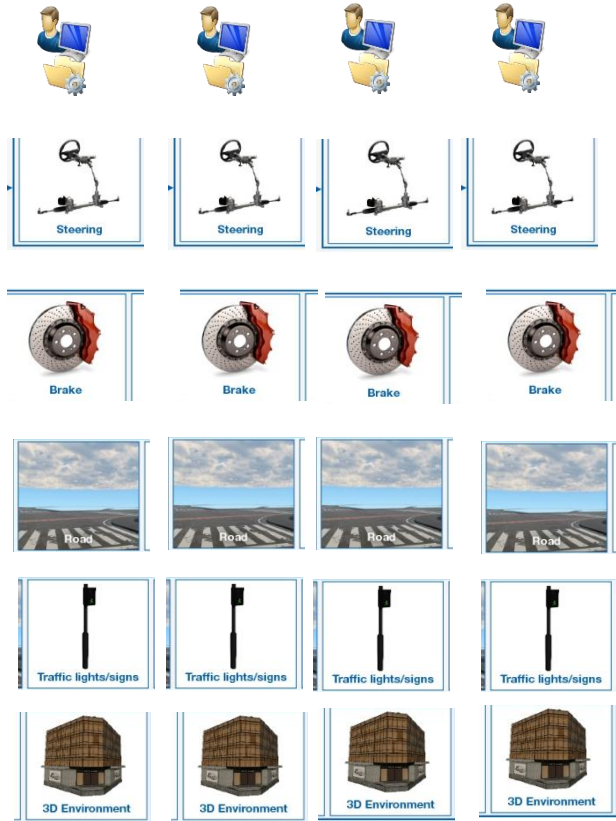 Steering Steering Steering Steering
Brake Brake Brake Brake
Road Road Road Road
Traffic lights/signs Traffic lights/signs Traffic lights/signs Traffic lights/signs
3D Environment 3D Environment 3D Environment 3D Environment